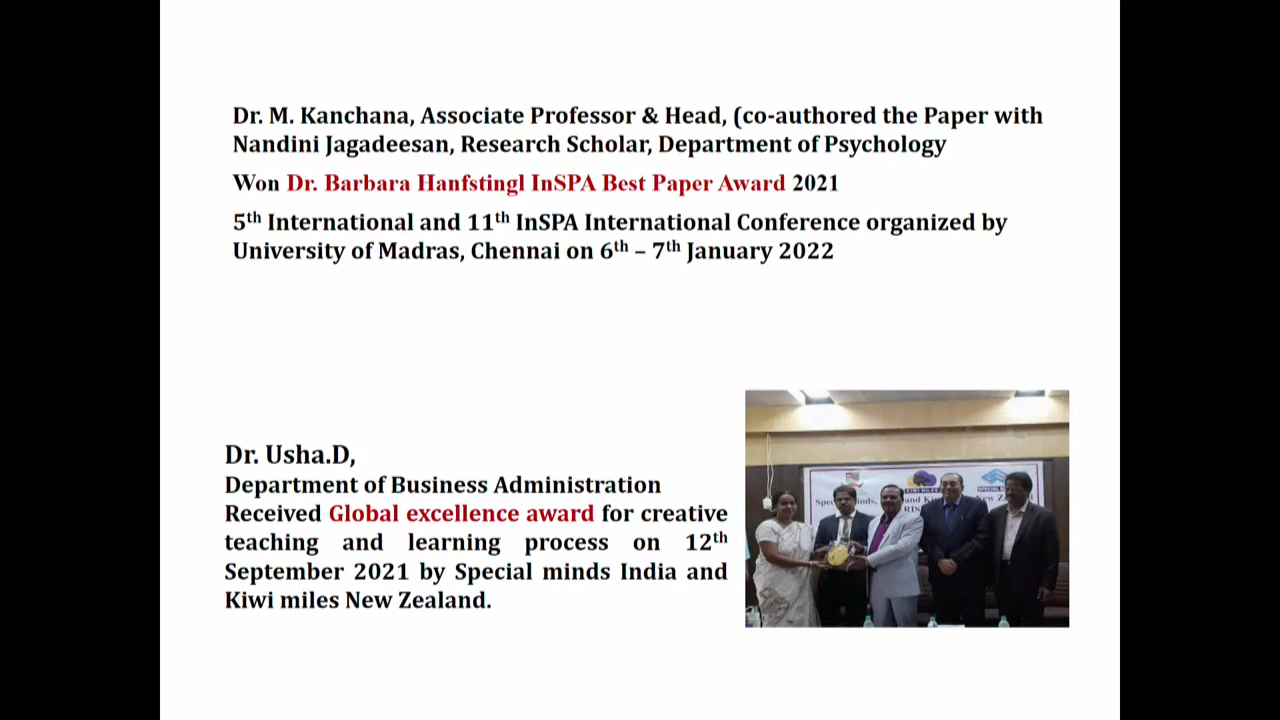 Dr. M. Kanchana, Associate Professor & Head, (co-authored the Paper with
Nandini Jagadeesan, Research Scholar, Department of Psychology
Won Dr. Barbara Hanfstingl InSPA Best Paper Award 2021
5th International and 11th InSPA International Conference organized by
University of Madras, Chennai on 6th – 7th January 2022
Dr. Usha.D,
Department of Business Administration
Received Global excellence award for creative
teaching and learning process on 12th
September 2021 by Special minds India and
Kiwi miles New Zealand.
KIWI MILES